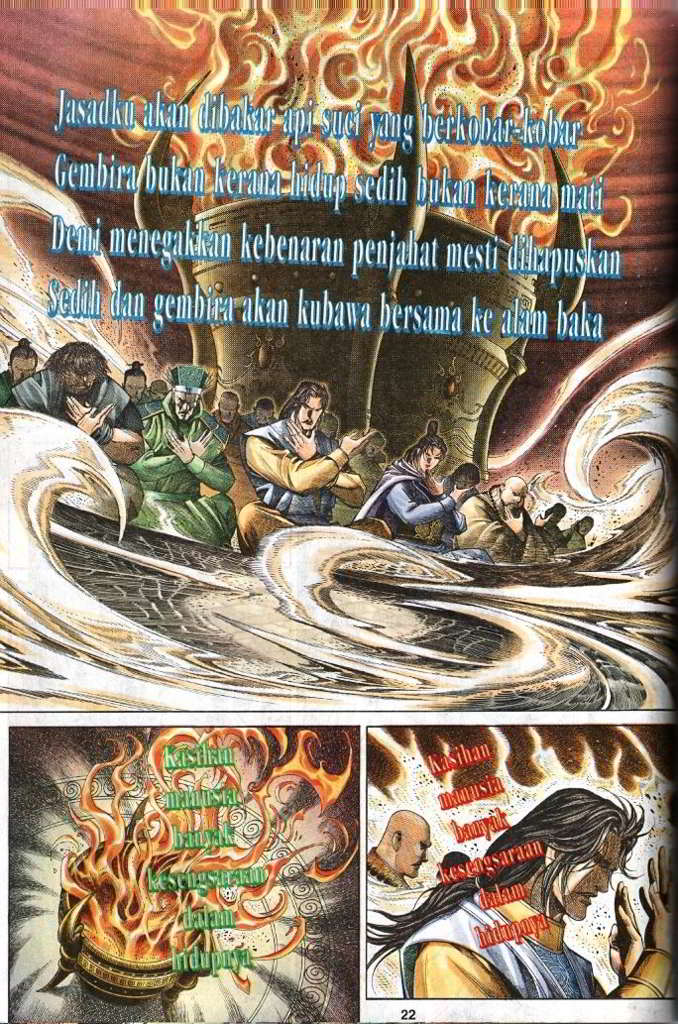 Jasadku akan dibakar api suci yang berkobar-kobar
Gembira bukan kerana hidup sedih bukan kerana mati
Demi menegakkan kebenaran penjahat mesti dihapuskan
Sedih dan gembira akan kubawa bersama ke alam baka
Kasihan
manusia
banyak
kesengsaraan
dalam
hidupnya
kasihan
manusia
banyak
kesengsaraan
dalam
hidupnya
22